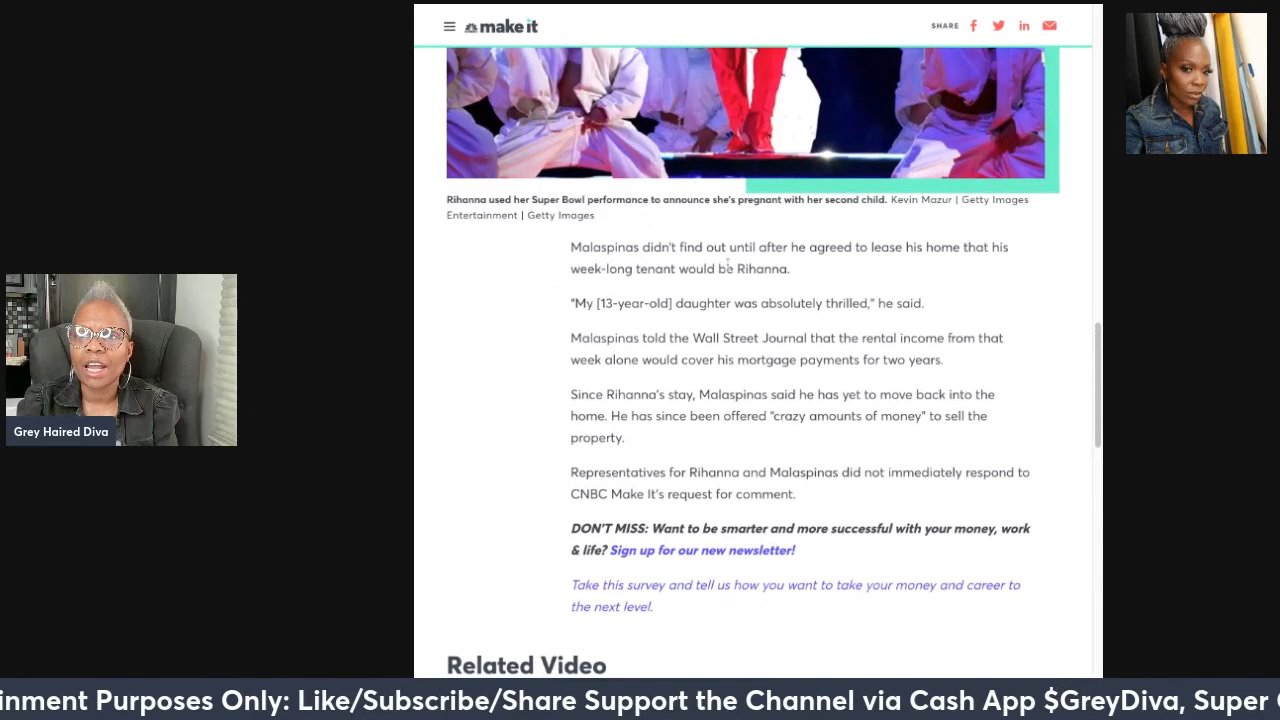 make it
SHARE
Rihanna used her Super Bowl performance to announce she's pregnant with her second child. Kevin Mazur | Getty Images
Entertainment | Getty Images
Malaspinas didn't find out until after he agreed to lease his home that his
week-long tenant would be Rihanna.
"My [13-year-old] daughter was absolutely thrilled," he said.
Malaspinas told the Wall Street Journal that the rental income from that
week alone would cover his mortgage payments for two years.
Since Rihanna's stay, Malaspinas said he has yet to move back into the
home. He has since been offered "crazy amounts of money" to sell the
property.
Representatives for Rihanna and Malaspinas did not immediately respond to
CNBC Make It's request for comment.
DON'T MISS: Want to be smarter and more successful with your money, work
& life? Sign up for our new newsletter!
Take this survey and tell us how you want to take your money and career to
the next level.
Related Video
Grey Haired Diva
inment Purposes Only: Like/Subscribe/Share Support the Channel via Cash App $GreyDiva, Super